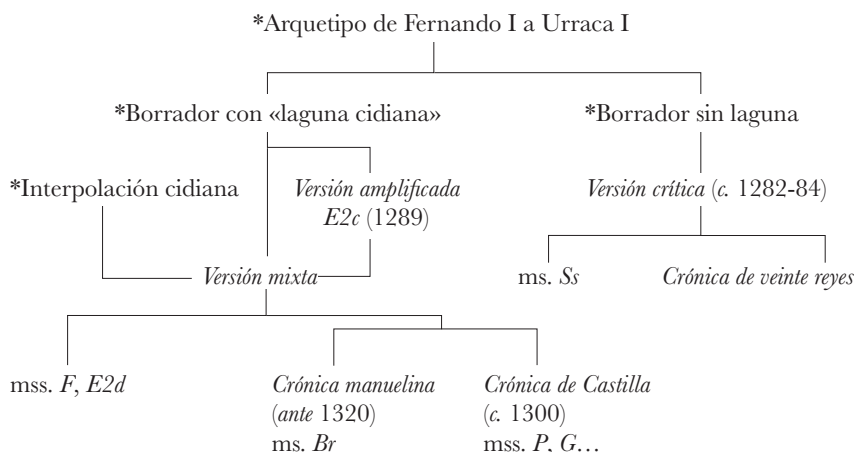 *Arquetipo de Fernando I a Urraca I
*Borrador con «laguna cidiana»
*Borrador sin laguna
*Interpolación cidiana
Versión amplificada
E2c (1289)
Versión crítica (c. 1282-84)
Versión mixta
ms. Ss
Crónica de veinte reyes
mss. F, E2d
Crónica manuelina
(ante 1320)
ms. Br
Crónica de Castilla
(c. 1300)
mss. P, G…